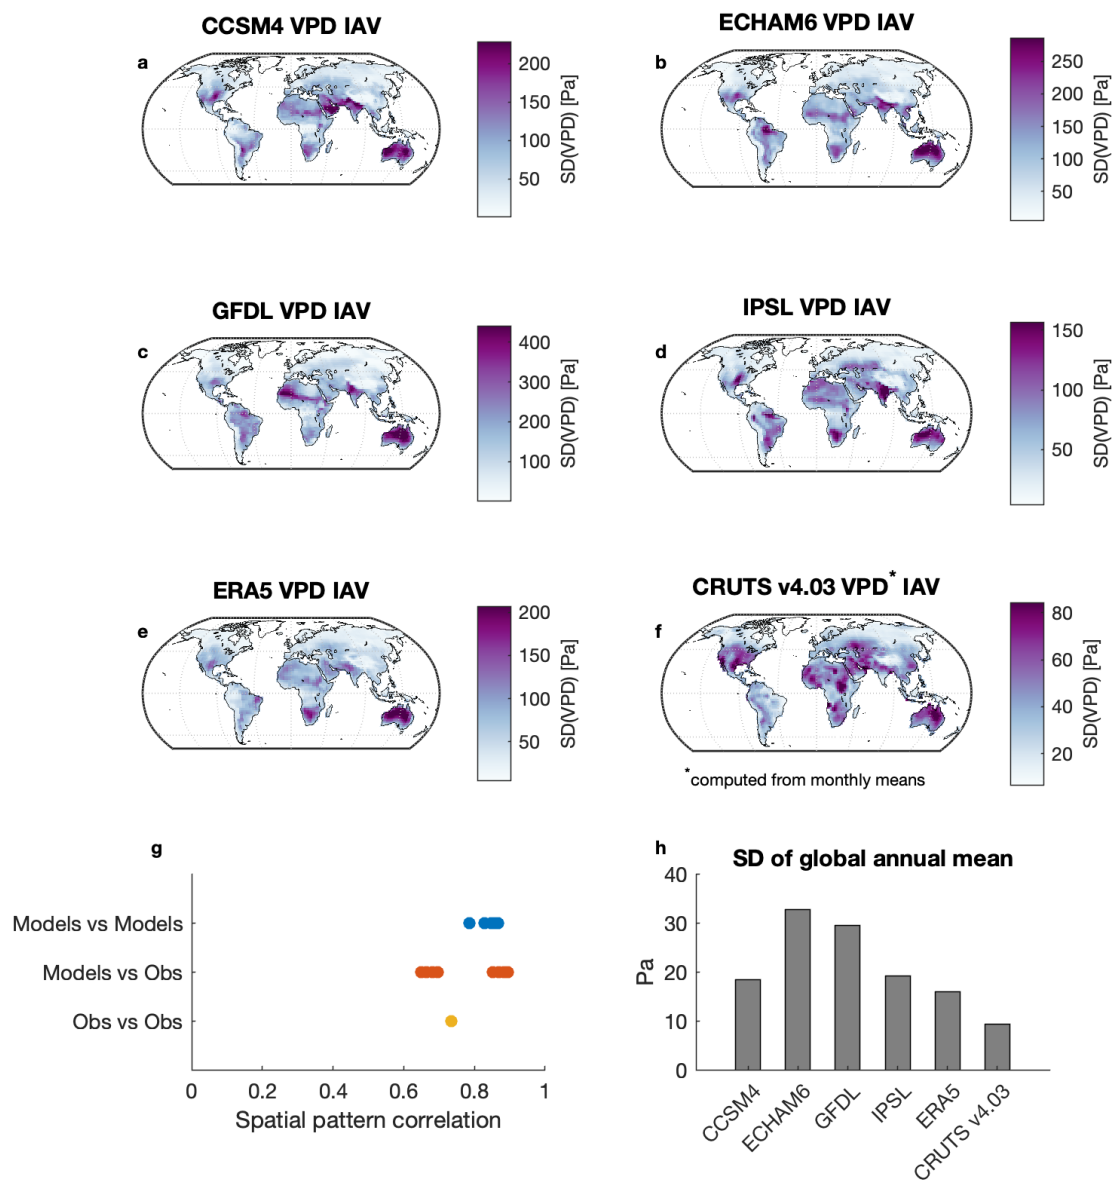 CCSM4 VPD IAV
a
200
150
100
50
SD(VPD) [Pa]
ECHAM6 VPD IAV
b
250
200
150
100
50
SD(VPD) [Pa]
GFDL VPD IAV
c
400
300
200
100
SD(VPD) [Pa]
IPSL VPD IAV
d
150
100
50
SD(VPD) [Pa]
ERA5 VPD IAV
e
200
150
100
50
SD(VPD) [Pa]
CRUTS v4.03 VPD* IAV
f
80
60
40
20
SD(VPD) [Pa]
*computed from monthly means
g
Models vs Models
Models vs Obs
Obs vs Obs
0 0.2 0.4 0.6 0.8 1
Spatial pattern correlation
h
SD of global annual mean
40
30
20
10
0
Pa
CCSM4
ECHAM6
GFDL
IPSL
ERA5
CRUTS v4.03